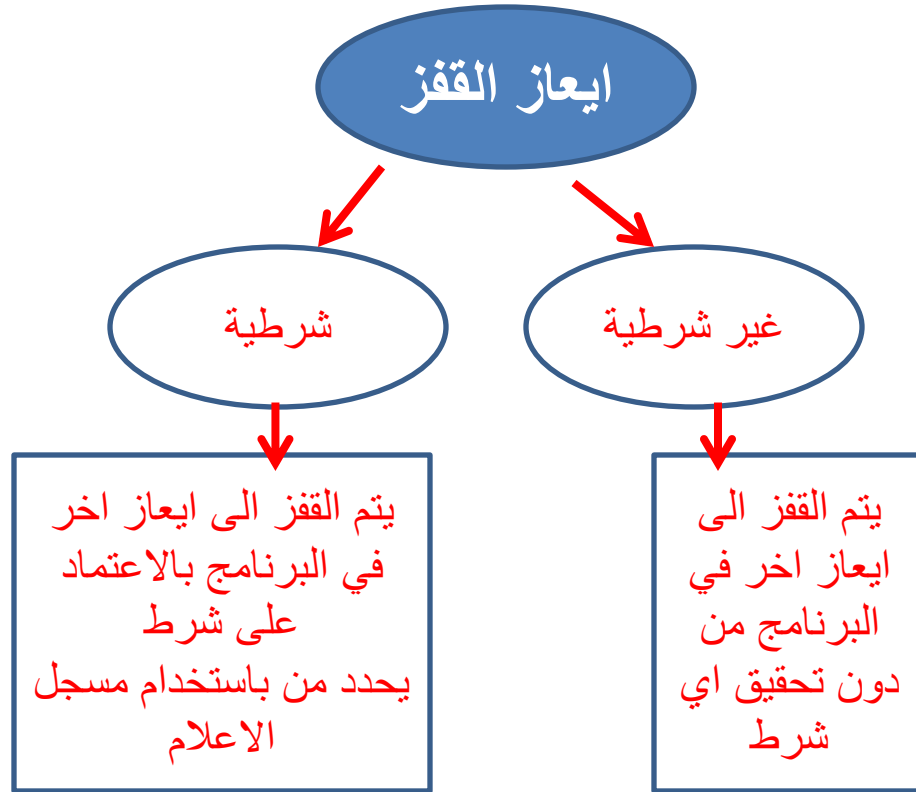 ايعاز القفز
غير شرطية
شرطية
يتم القفز الى
ايعاز اخر في
البرنامج من
دون تحقيق اي
شرط
يتم القفز الى ايعاز اخر
في البرنامج بالاعتماد
على شرط
يحدد من باستخدام مسجل
الاعلام